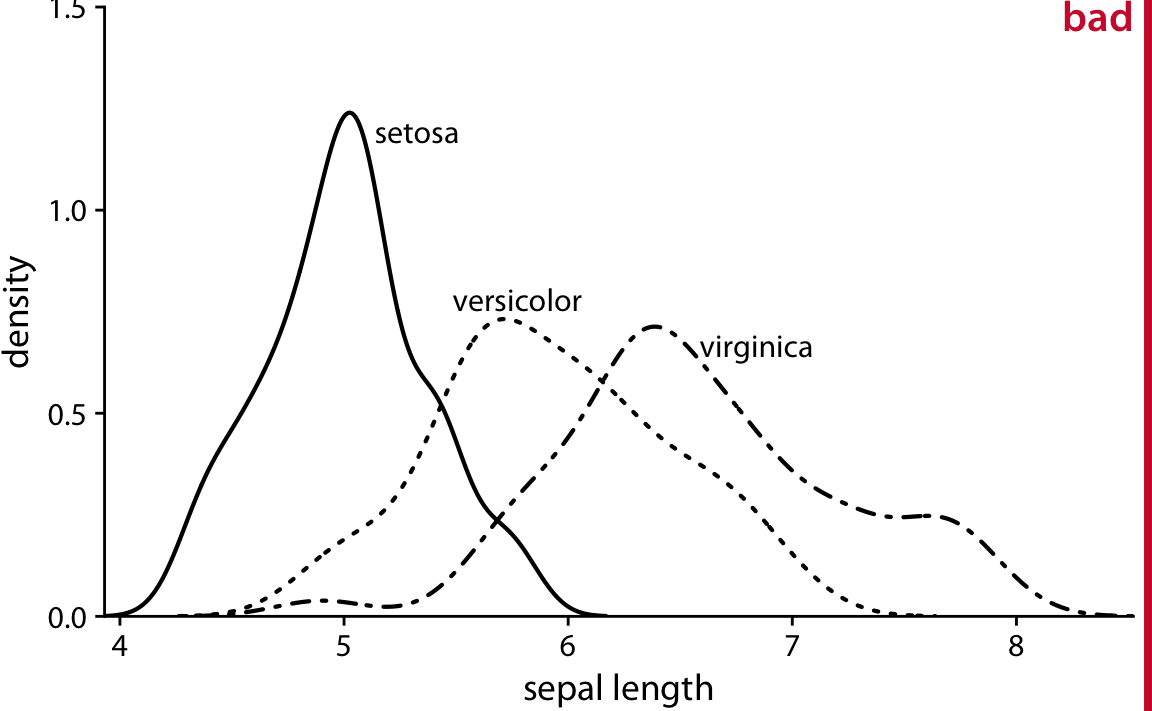 1.5
bad
setosa
1.0
density
versicolor
virginica
0.5
0.0
4 5 6 7 8
sepal length